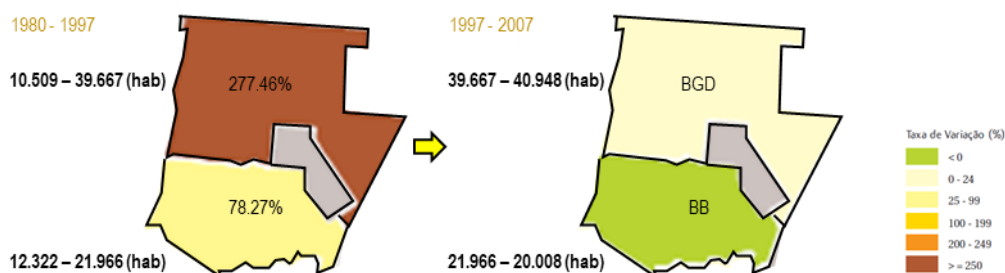 1980 - 1997
10.509 – 39.667 (hab)
277.46%
78.27%
12.322 – 21.966 (hab)
1997 - 2007
39.667 – 40.948 (hab)
BGD
BB
21.966 – 20.008 (hab)
Taxa de Variação (%)
< 0
0 - 24
25 - 99
100 - 199
200 - 249
> = 250